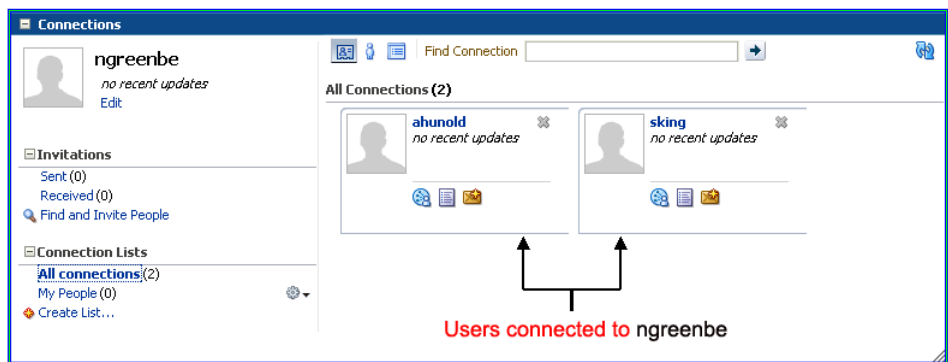 Connections
ngreenbe
no recent updates
Edit
Invitations
Sent (0)
Received (0)
Find and Invite People
Connection Lists
All connections (2)
My People (0)
Create List...
Find Connection
All Connections (2)
ahunold
no recent updates
sking
no recent updates
Users connected to ngreenbe